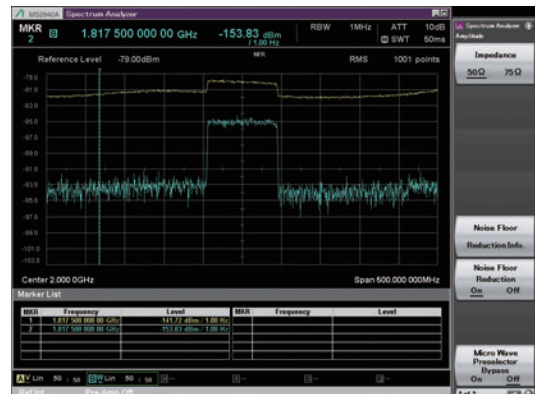 MS2840A Spectrum Analyzer
MKR 2 B 1.817 500 000 00 GHz -153.83 dBm / 1.00 Hz
RBW 1MHz ATT 10dB
SWT 50ms
Reference Level -79.00dBm RMS 1001 points
-79.0
-81.0
-83.0
-85.0
-87.0
-89.0
-91.0
-93.0
-95.0
-97.0
-99.0
-101.0
-103.0
Center 2.000 0GHz Span 500.000 000MHz
Marker List
MKR Frequency Level MKR Frequency Level
1 1.817 500 000 00 GHz -141.72 dBm / 1.00 Hz
2 1.817 500 000 00 GHz -153.83 dBm / 1.00 Hz
A V Lin 50 / 50 B W Lin 50 / 50
Ref.Int Pre-Amp Off
Spectrum Analyzer
Amplitude
Impedance
50Ω 75Ω
Noise Floor
Reduction Info.
Noise Floor
Reduction
On Off
Micro Wave
Preselector
Bypass
On Off